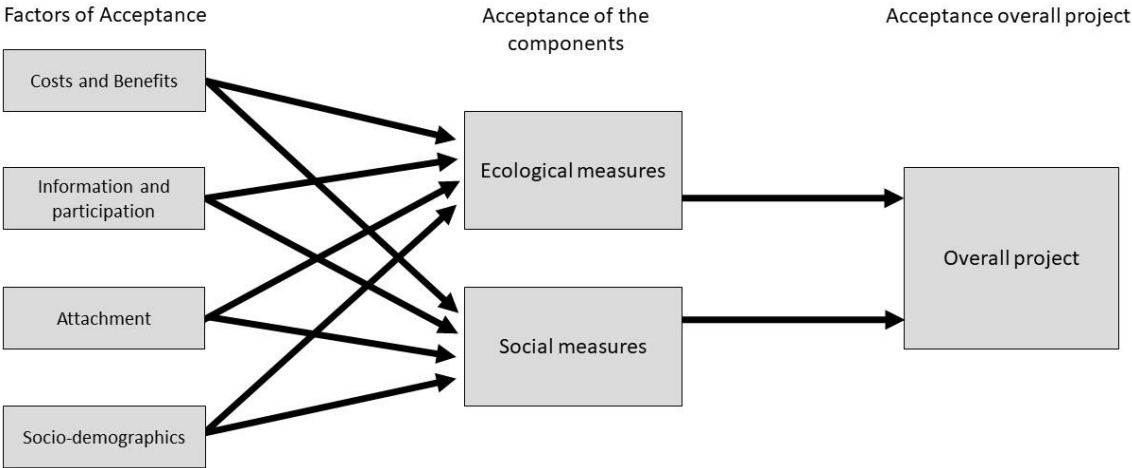 Factors of Acceptance
Acceptance of the
components
Acceptance overall project
Costs and Benefits
Information and
participation
Attachment
Socio-demographics
Ecological measures
Social measures
Overall project